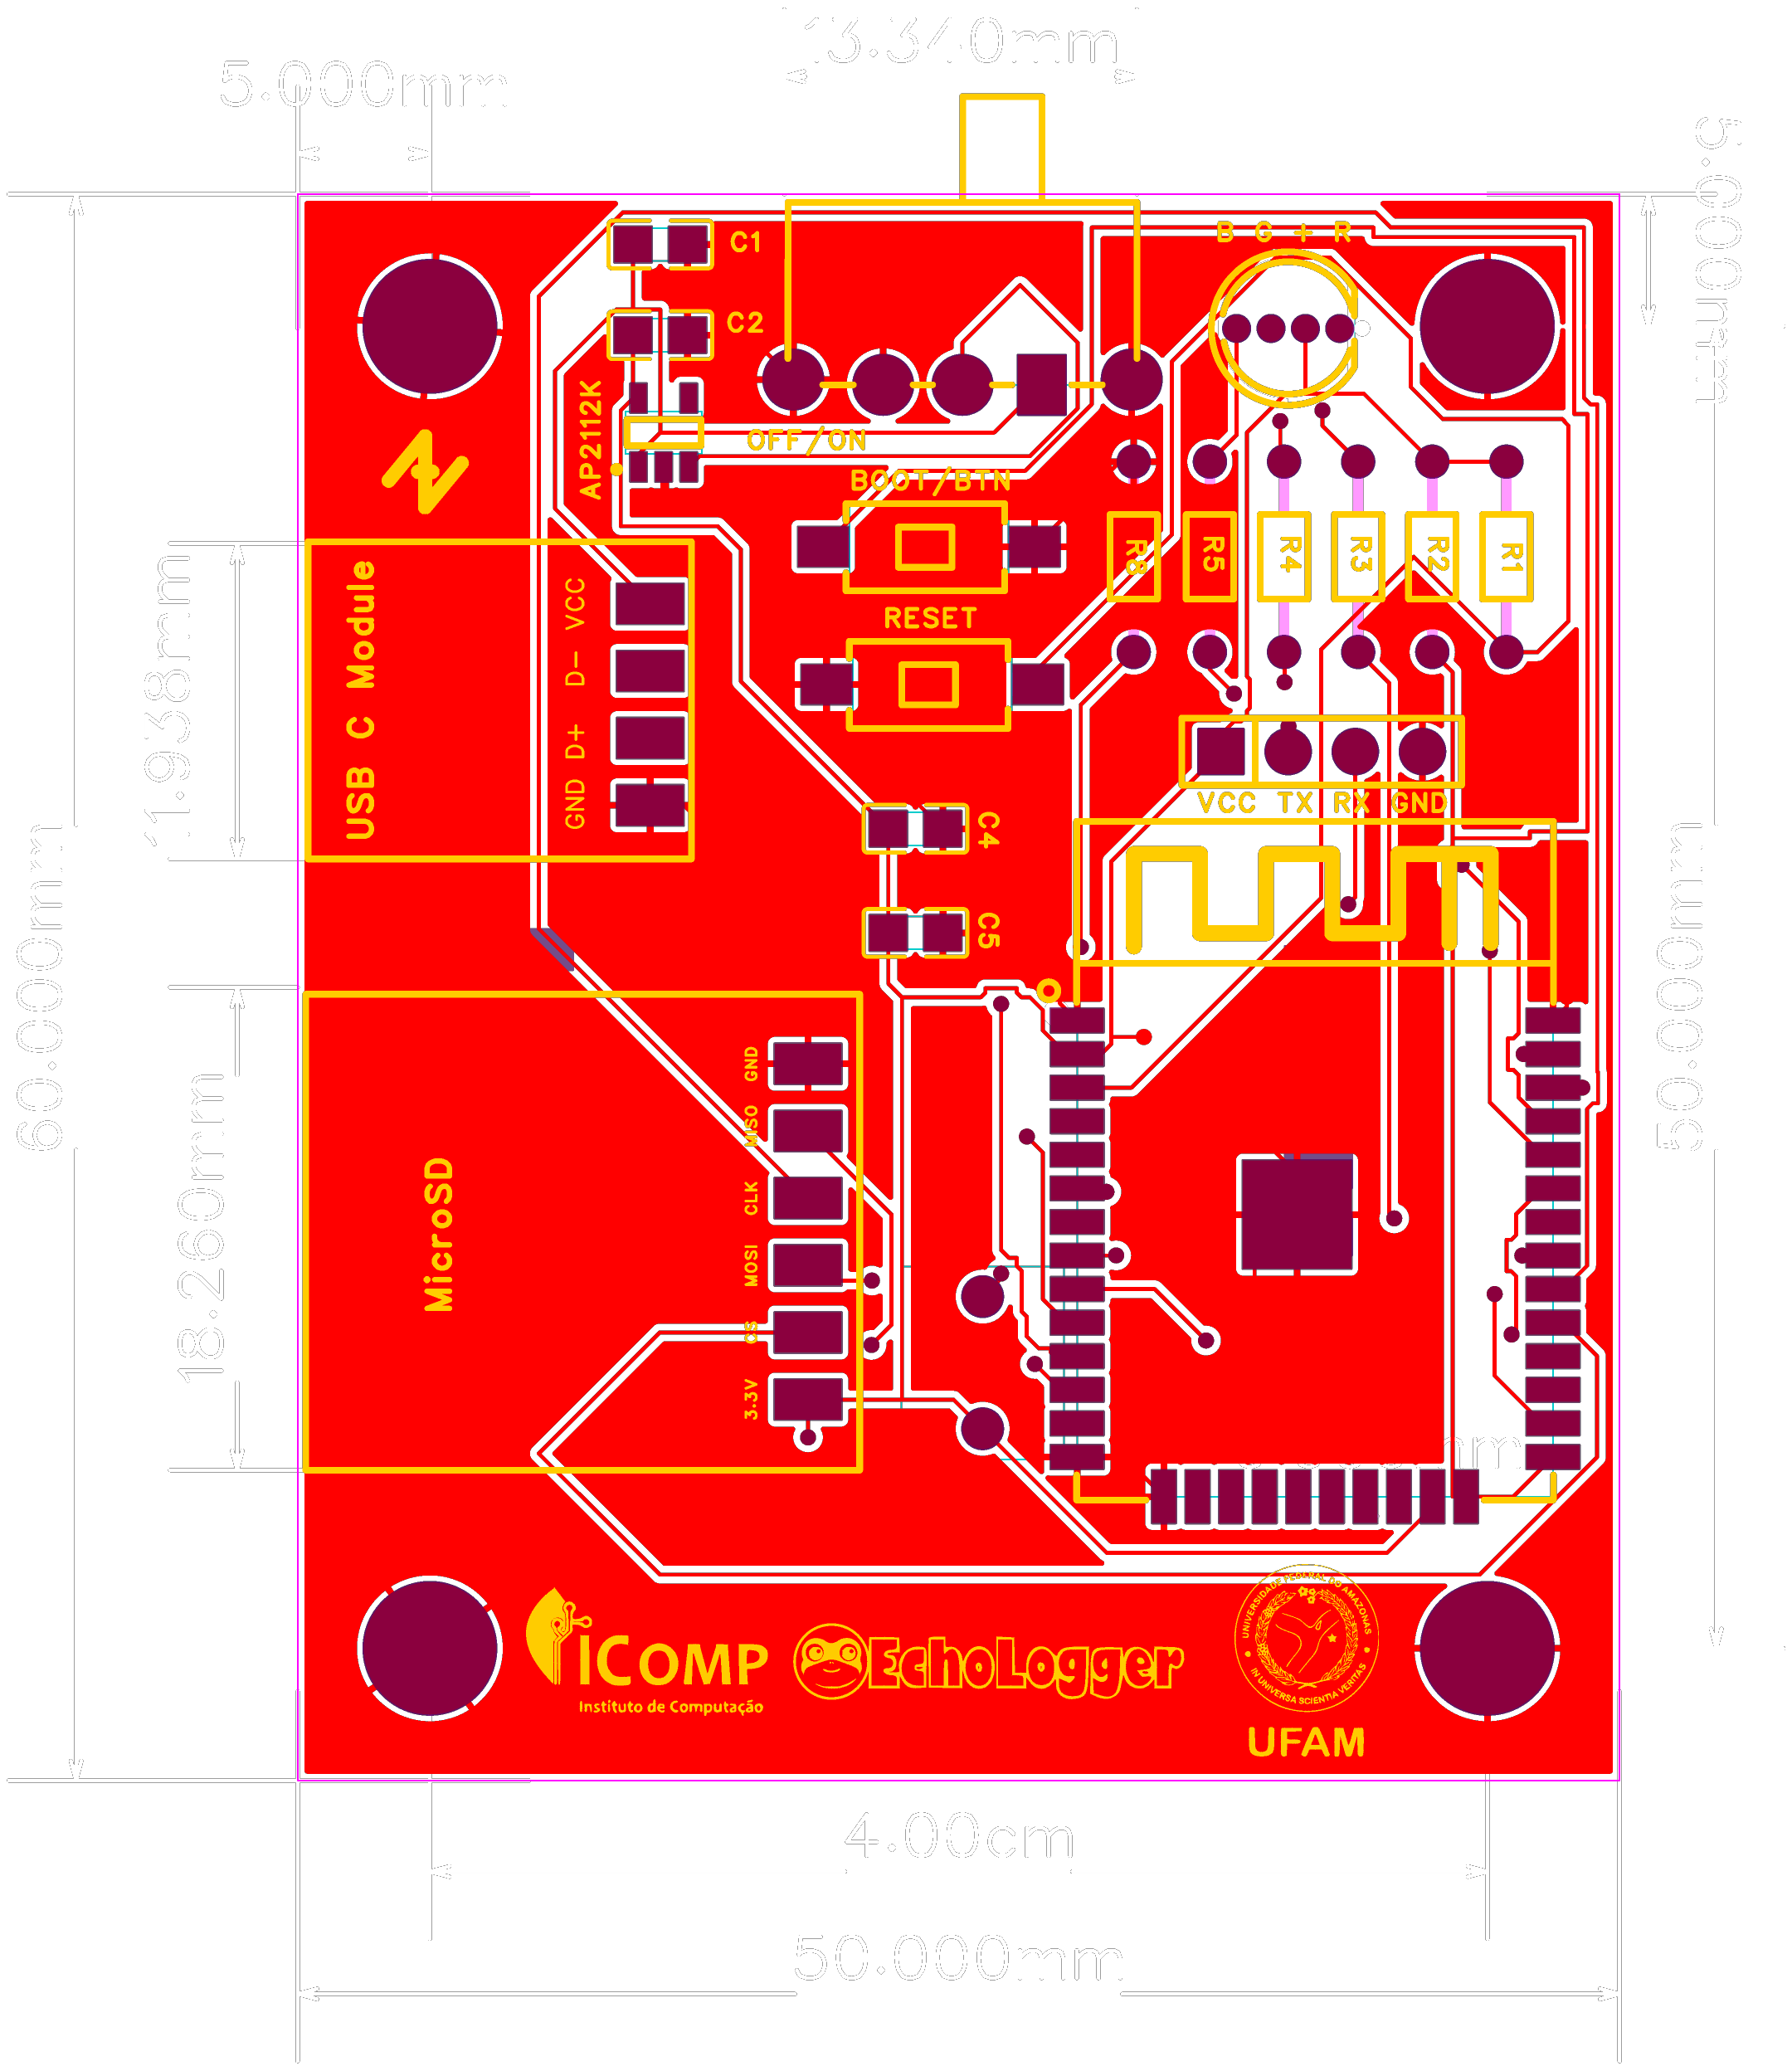 13.340mm
5.000mm
5.000mm
B G + R
C1
C2
AP2112K
OFF/ON
BOOT/BTN
R8
R5
R4
R3
R2
R1
RESET
USB C Module
VCC
D-
D+
GND
11.938mm
VCC TX RX GND
C4
C5
60.000mm
50.000mm
18.260mm
MicroSD
GND
MISO
CLK
MOSI
CS
3.3V
ICOMP
Instituto de Computação
EchoLogger
UNIVERSIDADE FEDERAL DO AMAZONAS
IN UNIVERSA SCIENTIA VERITAS
UFAM
4.00cm
50.000mm